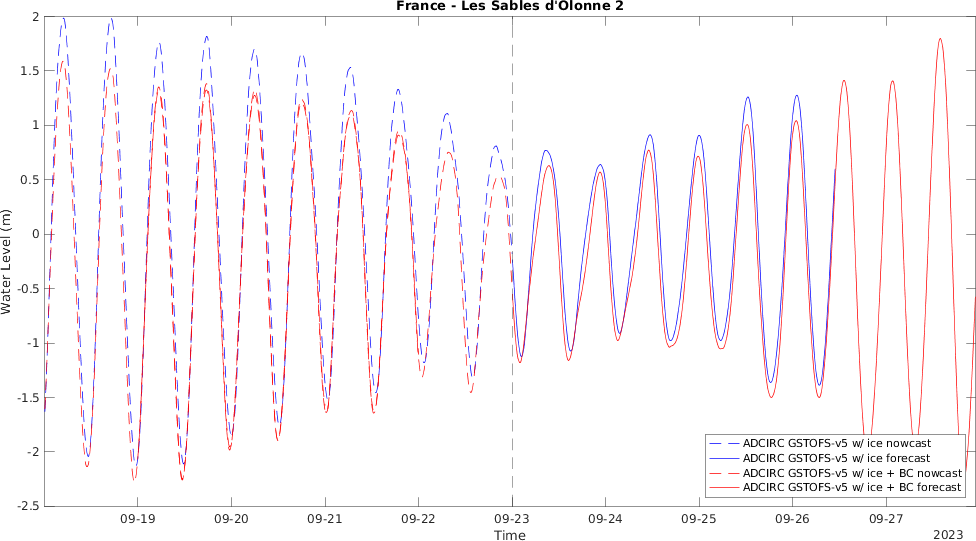 France - Les Sables d'Olonne 2
2
1.5
1
0.5
0
-0.5
-1
-1.5
-2
-2.5
Water Level (m)
ADCIRC GSTOFS-v5 w/ ice nowcast
ADCIRC GSTOFS-v5 w/ ice forecast
ADCIRC GSTOFS-v5 w/ ice + BC nowcast
ADCIRC GSTOFS-v5 w/ ice + BC forecast
09-19 09-20 09-21 09-22 09-23 09-24 09-25 09-26 09-27
Time
2023